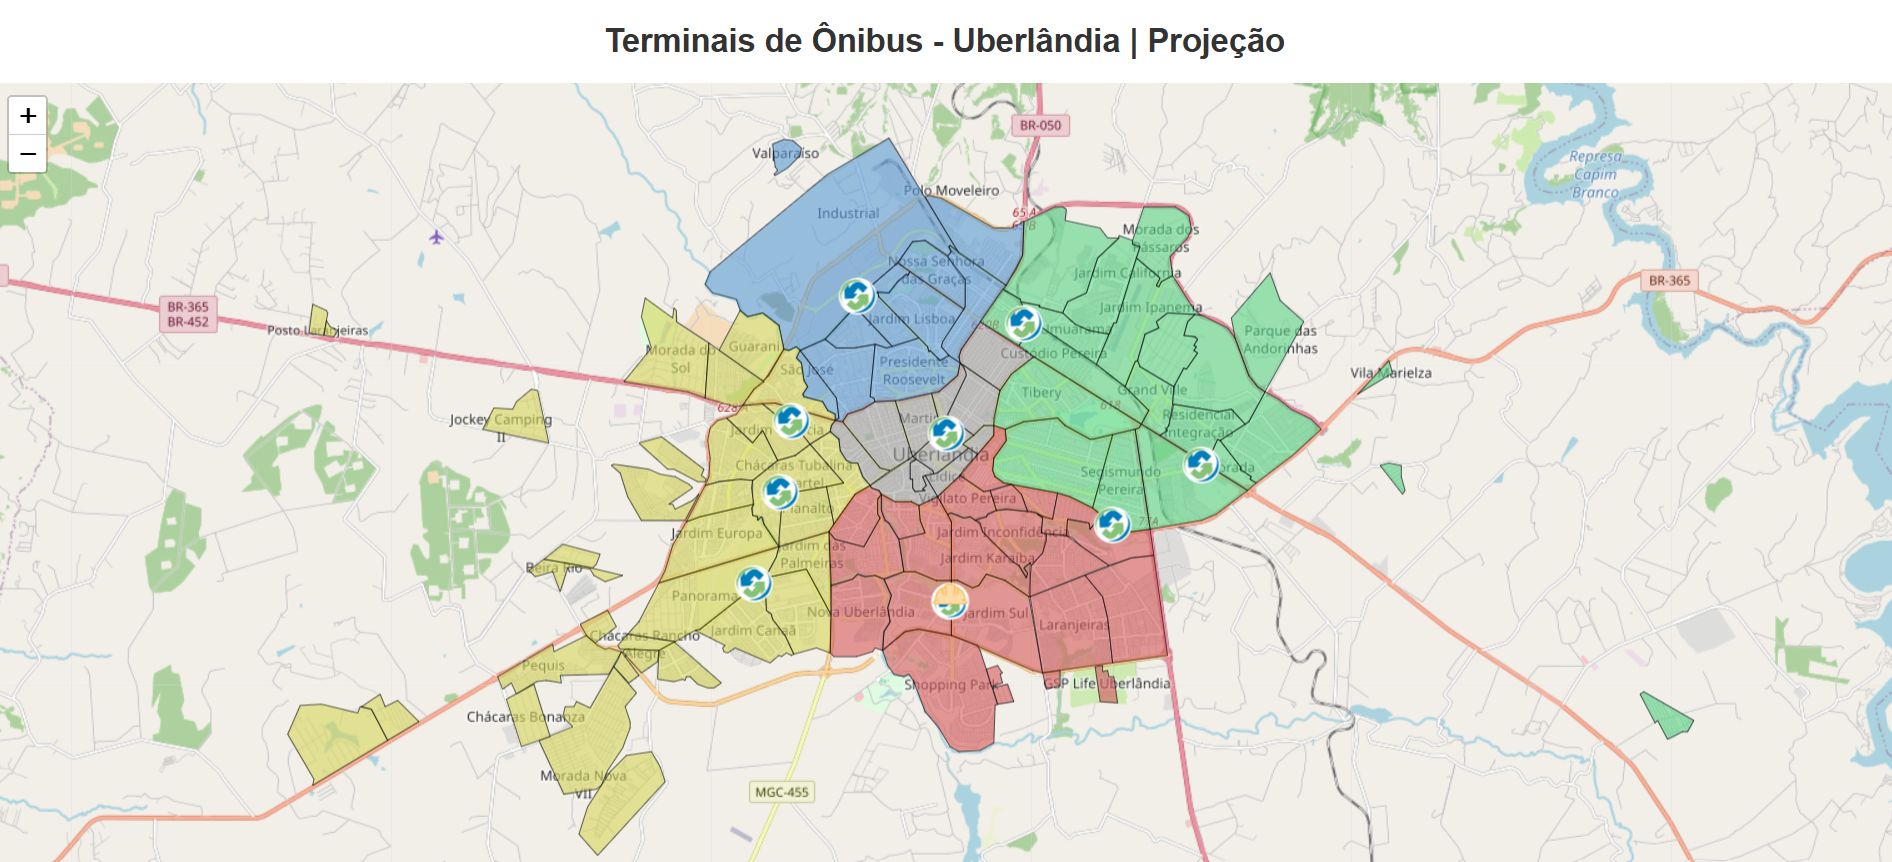 Terminais de Ônibus - Uberlândia | Projeção
+
−
BR-050
Valparaíso
Polo Moveleiro
Represa
Capim
Branco
Industrial
Morada dos
Pássaros
Nossa Senhora
das Graças
Jardim Califórnia
BR-365
BR-365
BR-452
Jardim Ipanema
Jardim Lisboa
Posto Laranjeiras
Parque das
Andorinhas
Morada do
Sol
Guarani
Custódio Pereira
São José
Presidente
Roosevelt
Vila Marielza
Tibery
Grand Ville
618
Jockey Camping
II
Residencial
Integração
Uberlândia
Chácaras Tubalina
Segismundo
Pereira
Vigilato Pereira
Jardim Europa
Jardim Inconfidência
Jardim das
Palmeiras
Jardim Karaíba
Beira Rio
Panorama
Nova Uberlândia
Jardim Sul
Laranjeiras
Jardim Canaã
Chácaras Rancho
Alegre
Pequis
Shopping Park
GSP Life Uberlândia
Chácaras Bonanza
Morada Nova
VII
MGC-455